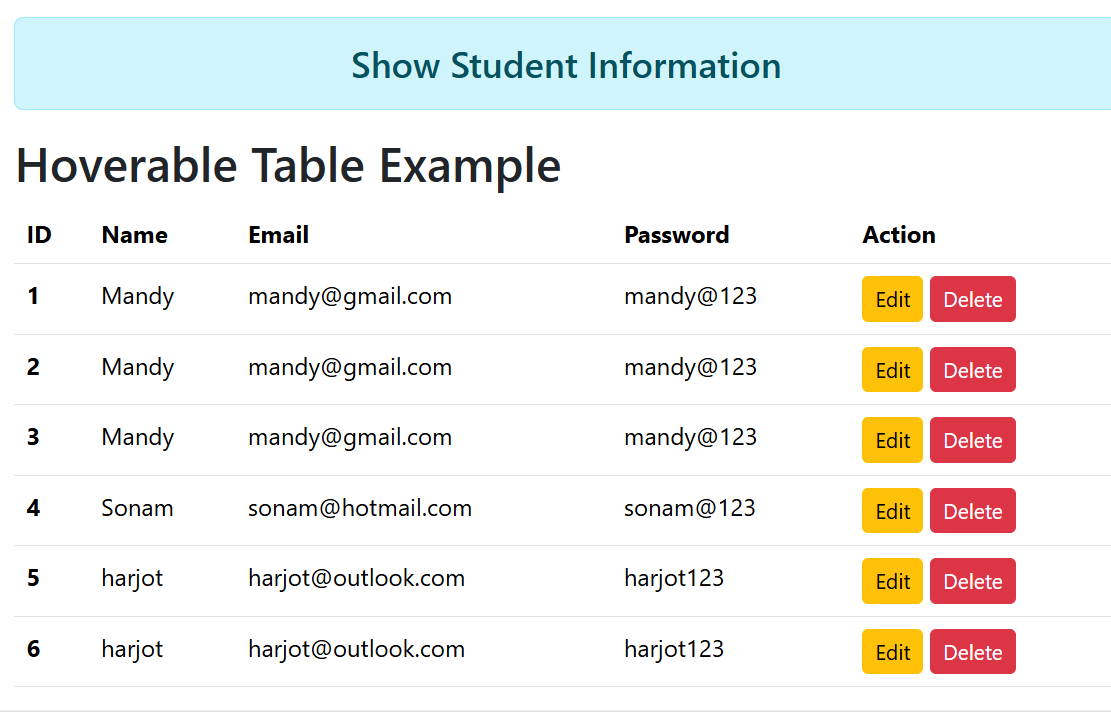 Show Student Information
Hoverable Table Example
ID Name Email Password Action
1 Mandy mandy@gmail.com mandy@123 Edit Delete
2 Mandy mandy@gmail.com mandy@123 Edit Delete
3 Mandy mandy@gmail.com mandy@123 Edit Delete
4 Sonam sonam@hotmail.com sonam@123 Edit Delete
5 harjot harjot@outlook.com harjot123 Edit Delete
6 harjot harjot@outlook.com harjot123 Edit Delete